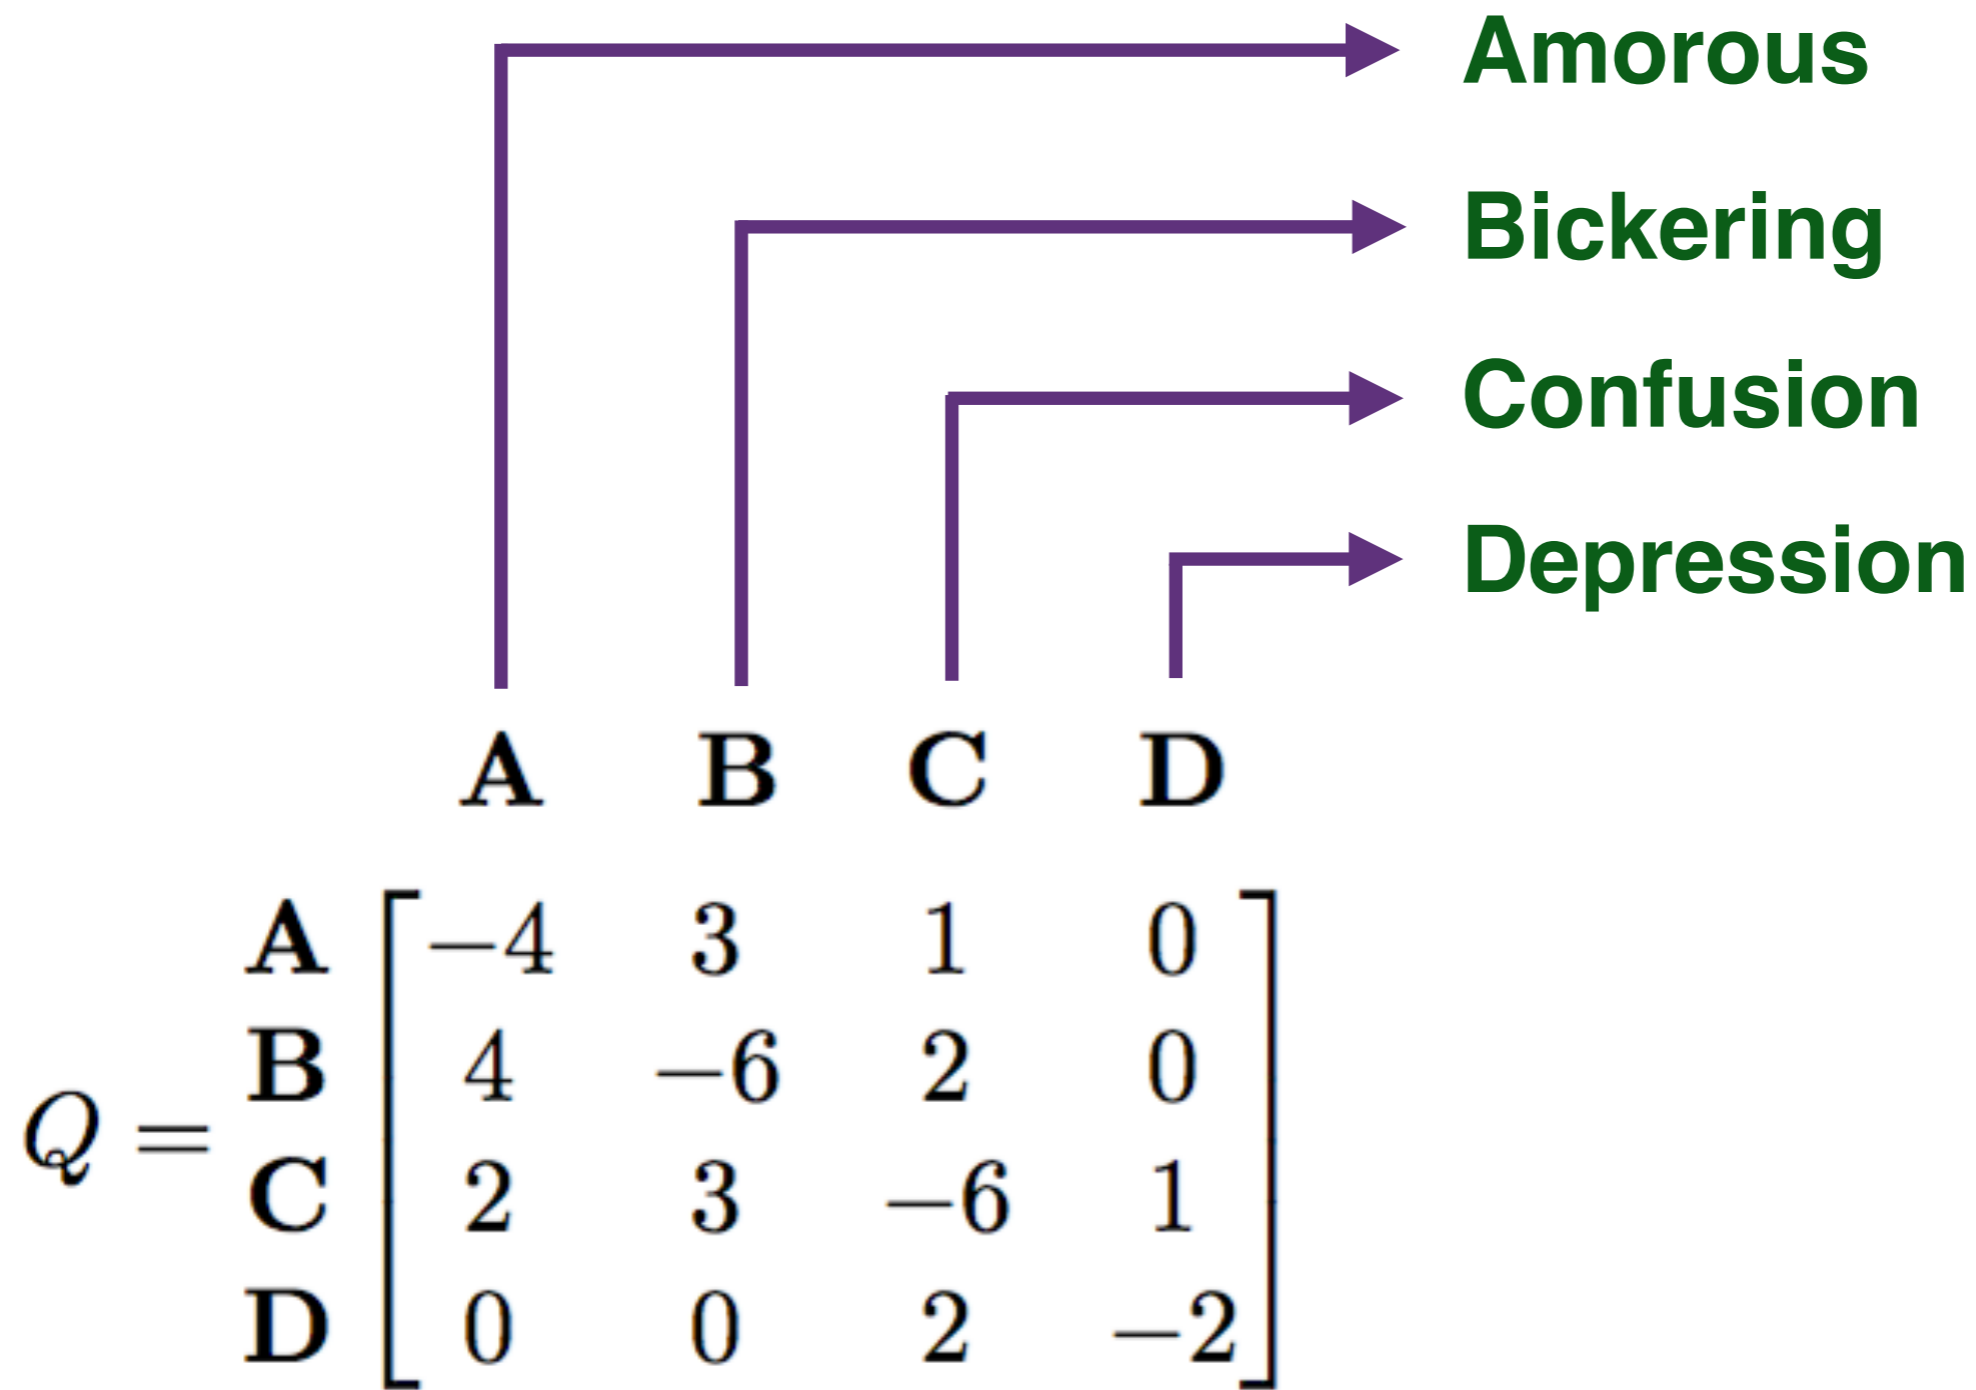 Amorous
Bickering
Confusion
Depression
A B C D
A −4 3 1 0
B 4 −6 2 0
Q =
C 2 3 −6 1
D 0 0 2 −2